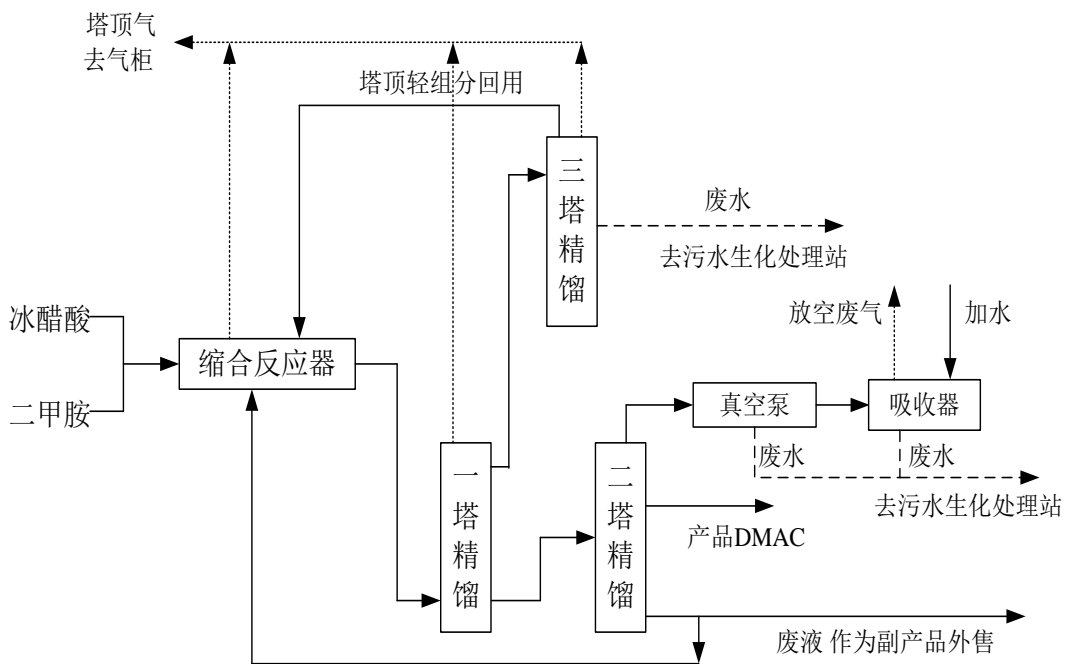 塔顶气
去气柜
塔顶轻组分回用
三塔精馏
废水
去污水生化处理站
冰醋酸
二甲胺
缩合反应器
放空废气
加水
真空泵
吸收器
废水
废水
去污水生化处理站
一塔精馏
二塔精馏
产品DMAC
废液 作为副产品外售